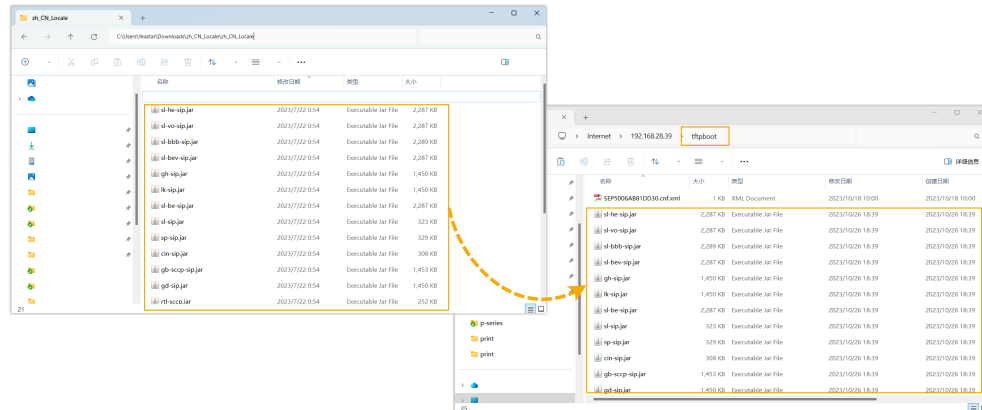 zh_CN_Locale
C:\Users\Yeastar\Downloads\zh_CN_Locale\zh_CN_Locale
名称 修改日期 类型 大小
sl-he-sip.jar 2023/7/22 0:54 Executable Jar File 2,287 KB
sl-vo-sip.jar 2023/7/22 0:54 Executable Jar File 2,287 KB
sl-bbb-sip.jar 2023/7/22 0:54 Executable Jar File 2,289 KB
sl-bev-sip.jar 2023/7/22 0:54 Executable Jar File 2,287 KB
gh-sip.jar 2023/7/22 0:54 Executable Jar File 1,450 KB
lk-sip.jar 2023/7/22 0:54 Executable Jar File 1,450 KB
sl-be-sip.jar 2023/7/22 0:54 Executable Jar File 2,287 KB
sl-sip.jar 2023/7/22 0:54 Executable Jar File 323 KB
sp-sip.jar 2023/7/22 0:54 Executable Jar File 329 KB
cin-sip.jar 2023/7/22 0:54 Executable Jar File 308 KB
gb-sccp-sip.jar 2023/7/22 0:54 Executable Jar File 1,453 KB
gd-sip.jar 2023/7/22 0:54 Executable Jar File 1,450 KB
rtl-sccp.jar 2023/7/22 0:54 Executable Jar File 252 KB
21
Internet > 192.168.28.39 > tftpboot
详细信息
名称 大小 类型 修改日期 创建日期
SEP5006AB81DD30.cnf.xml 1 KB XML Document 2023/10/18 10:00 2023/10/18 10:00
sl-he-sip.jar 2,287 KB Executable Jar File 2023/10/26 18:39 2023/10/26 18:39
sl-vo-sip.jar 2,287 KB Executable Jar File 2023/10/26 18:39 2023/10/26 18:39
sl-bbb-sip.jar 2,289 KB Executable Jar File 2023/10/26 18:39 2023/10/26 18:39
sl-bev-sip.jar 2,287 KB Executable Jar File 2023/10/26 18:39 2023/10/26 18:39
gh-sip.jar 1,450 KB Executable Jar File 2023/10/26 18:39 2023/10/26 18:39
lk-sip.jar 1,450 KB Executable Jar File 2023/10/26 18:39 2023/10/26 18:39
sl-be-sip.jar 2,287 KB Executable Jar File 2023/10/26 18:39 2023/10/26 18:39
sl-sip.jar 323 KB Executable Jar File 2023/10/26 18:39 2023/10/26 18:39
sp-sip.jar 329 KB Executable Jar File 2023/10/26 18:39 2023/10/26 18:39
cin-sip.jar 308 KB Executable Jar File 2023/10/26 18:39 2023/10/26 18:39
gb-sccp-sip.jar 1,453 KB Executable Jar File 2023/10/26 18:39 2023/10/26 18:39
gd-sip.jar 1,450 KB Executable Jar File 2023/10/26 18:39 2023/10/26 18:39
p-series
print
print
25